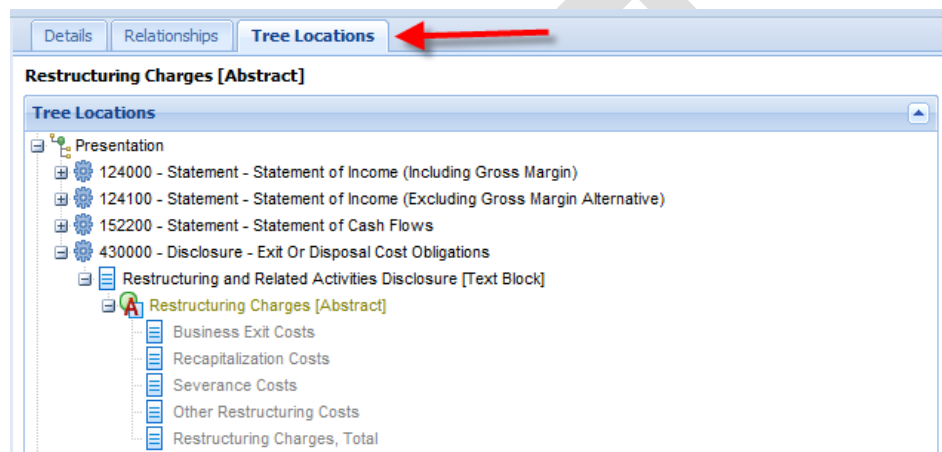 Details Relationships Tree Locations
Restructuring Charges [Abstract]
Tree Locations
Presentation
124000 - Statement - Statement of Income (Including Gross Margin)
124100 - Statement - Statement of Income (Excluding Gross Margin Alternative)
152200 - Statement - Statement of Cash Flows
430000 - Disclosure - Exit Or Disposal Cost Obligations
Restructuring and Related Activities Disclosure [Text Block]
Restructuring Charges [Abstract]
Business Exit Costs
Recapitalization Costs
Severance Costs
Other Restructuring Costs
Restructuring Charges, Total